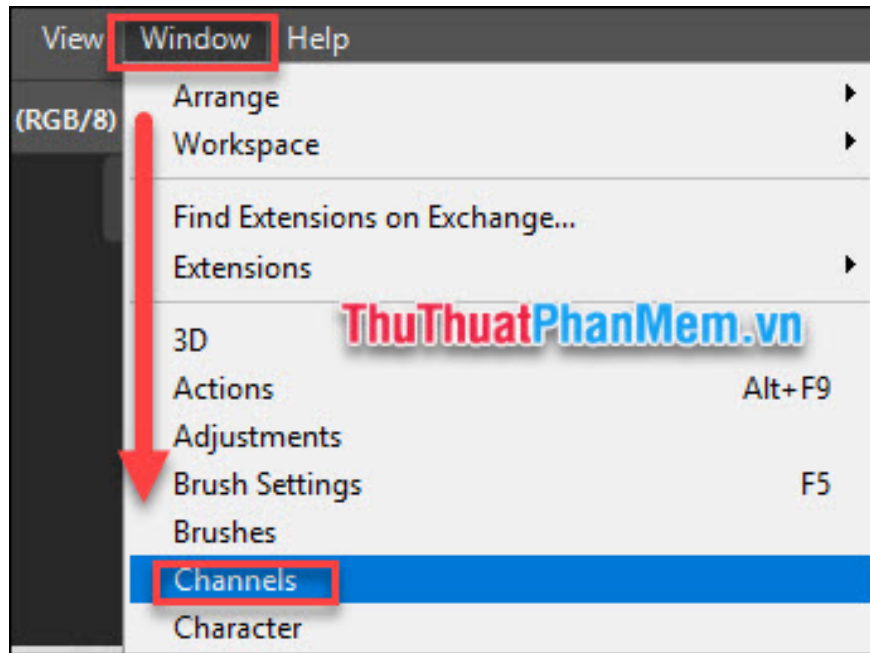 View Window Help
(RGB/8)
Arrange
Workspace
Find Extensions on Exchange...
Extensions
ThuThuatPhanMem.vn
3D
Actions Alt+F9
Adjustments
Brush Settings F5
Brushes
Channels
Character